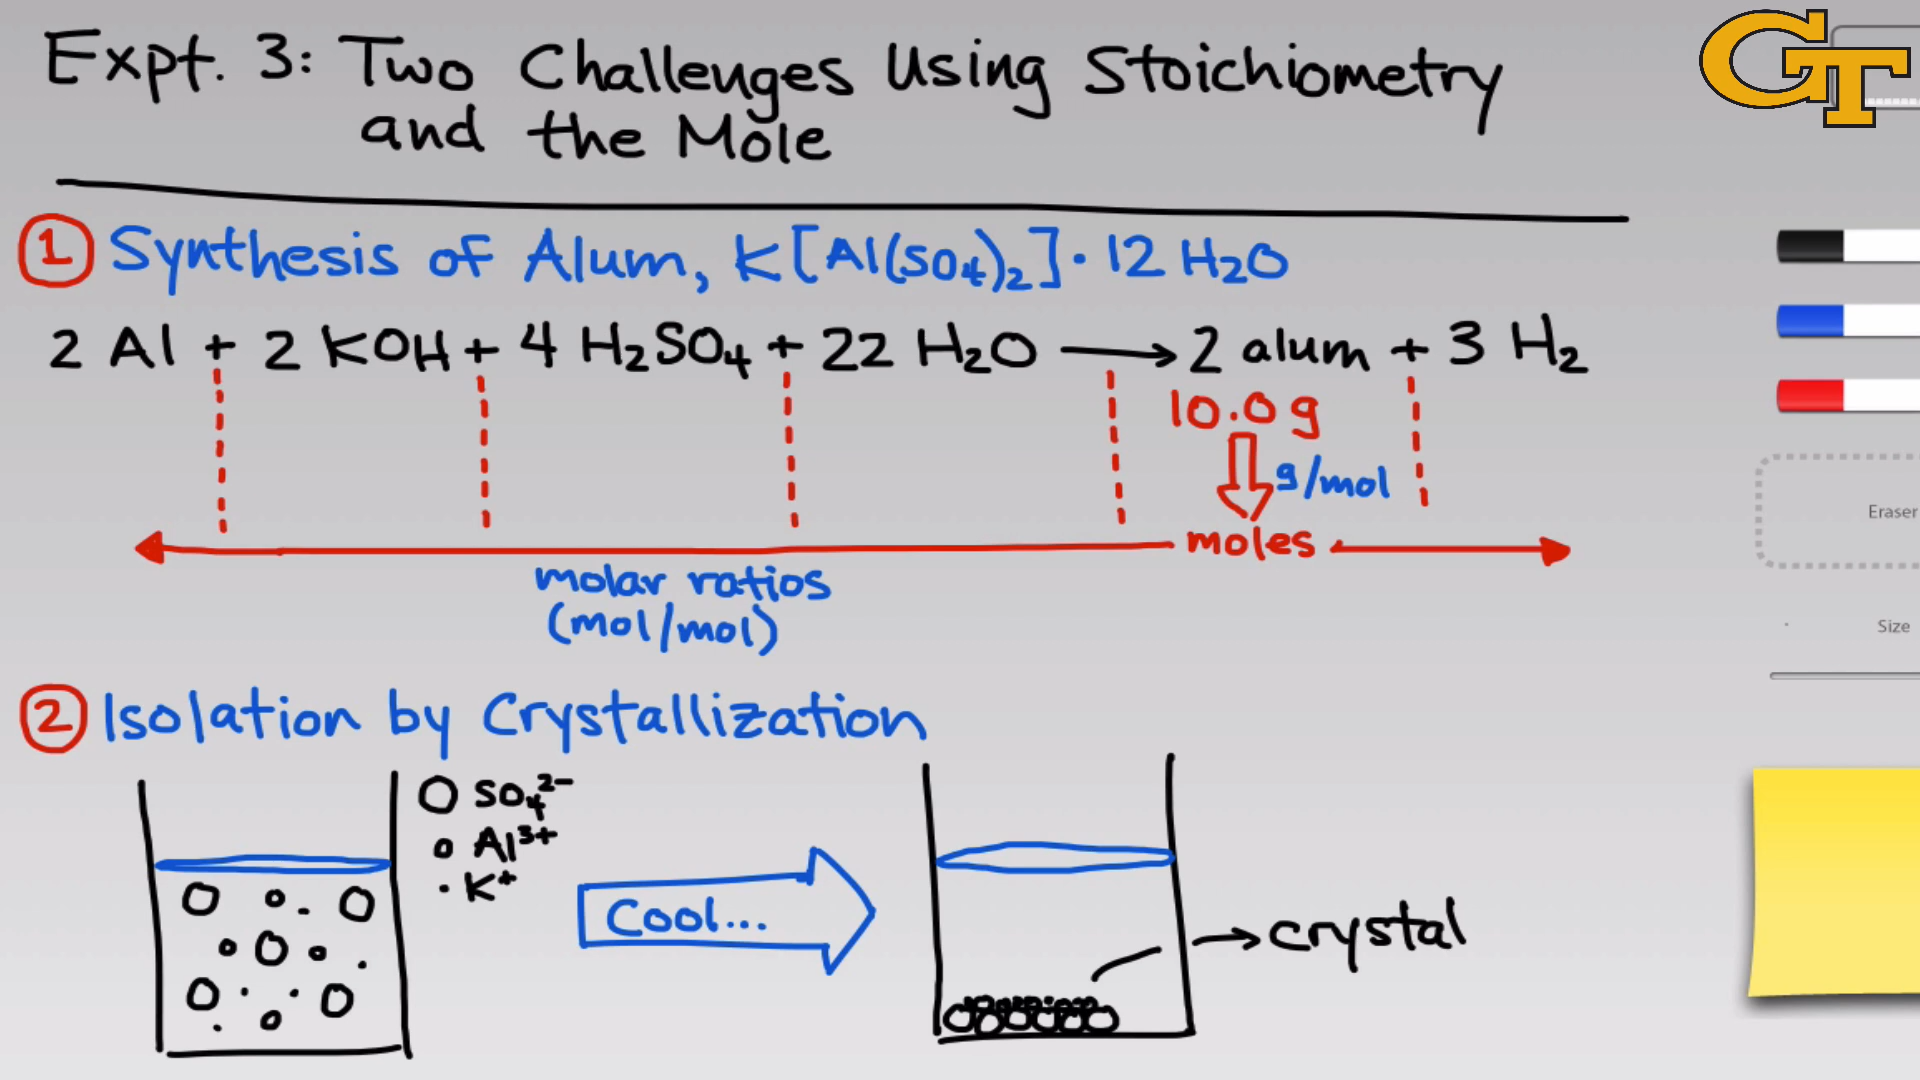 Expt. 3: Two Challenges Using Stoichiometry
and the Mole
GT
1 Synthesis of Alum, K[Al(SO₄)₂]·12 H₂O
2 Al + 2 KOH + 4 H₂SO₄ + 22 H₂O → 2 alum + 3 H₂
10.0 g
g/mol
moles
molar ratios
(mol/mol)
Eraser
Size
2 Isolation by Crystallization
SO₄²⁻
Al³⁺
K⁺
Cool...
crystal